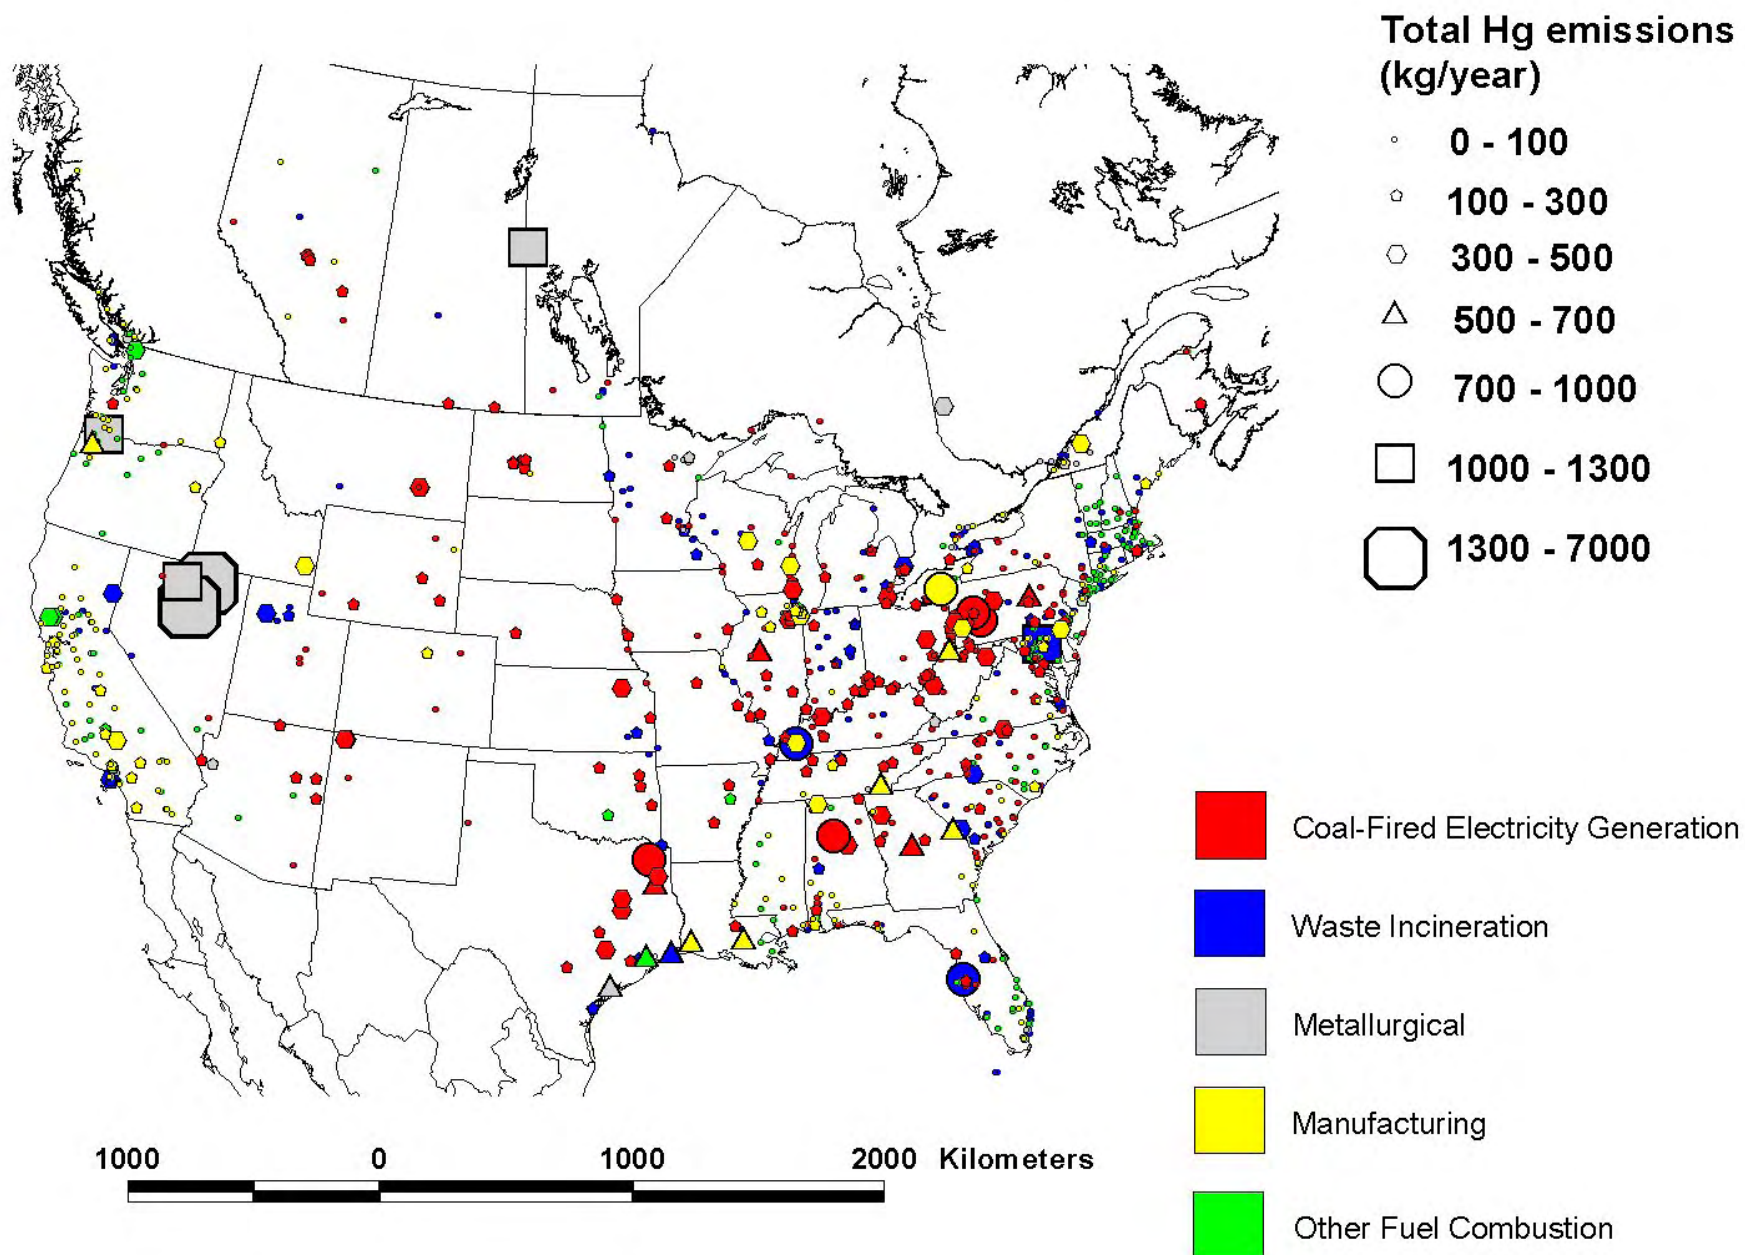 Total Hg emissions
(kg/year)
0 - 100
100 - 300
300 - 500
500 - 700
700 - 1000
1000 - 1300
1300 - 7000
Coal-Fired Electricity Generation
Waste Incineration
Metallurgical
Manufacturing
Other Fuel Combustion
1000 0 1000 2000 Kilometers